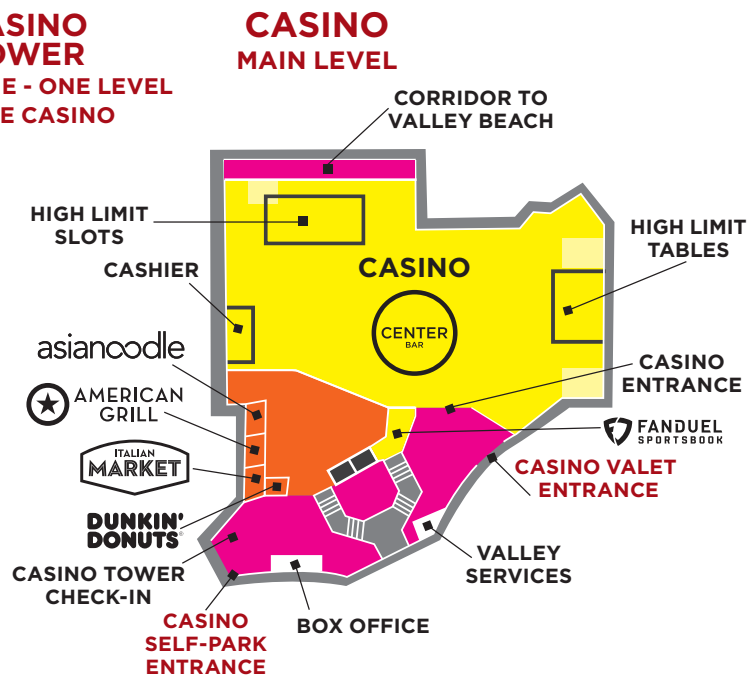 ASINO
OWER
E - ONE LEVEL
E CASINO
CASINO
MAIN LEVEL
CORRIDOR TO
VALLEY BEACH
HIGH LIMIT
SLOTS
HIGH LIMIT
TABLES
CASHIER
CASINO
CENTER
BAR
asianoodle
AMERICAN
GRILL
CASINO
ENTRANCE
FANDUEL
SPORTSBOOK
ITALIAN
MARKET
CASINO VALET
ENTRANCE
DUNKIN'
DONUTS®
VALLEY
SERVICES
CASINO TOWER
CHECK-IN
CASINO
SELF-PARK
ENTRANCE
BOX OFFICE